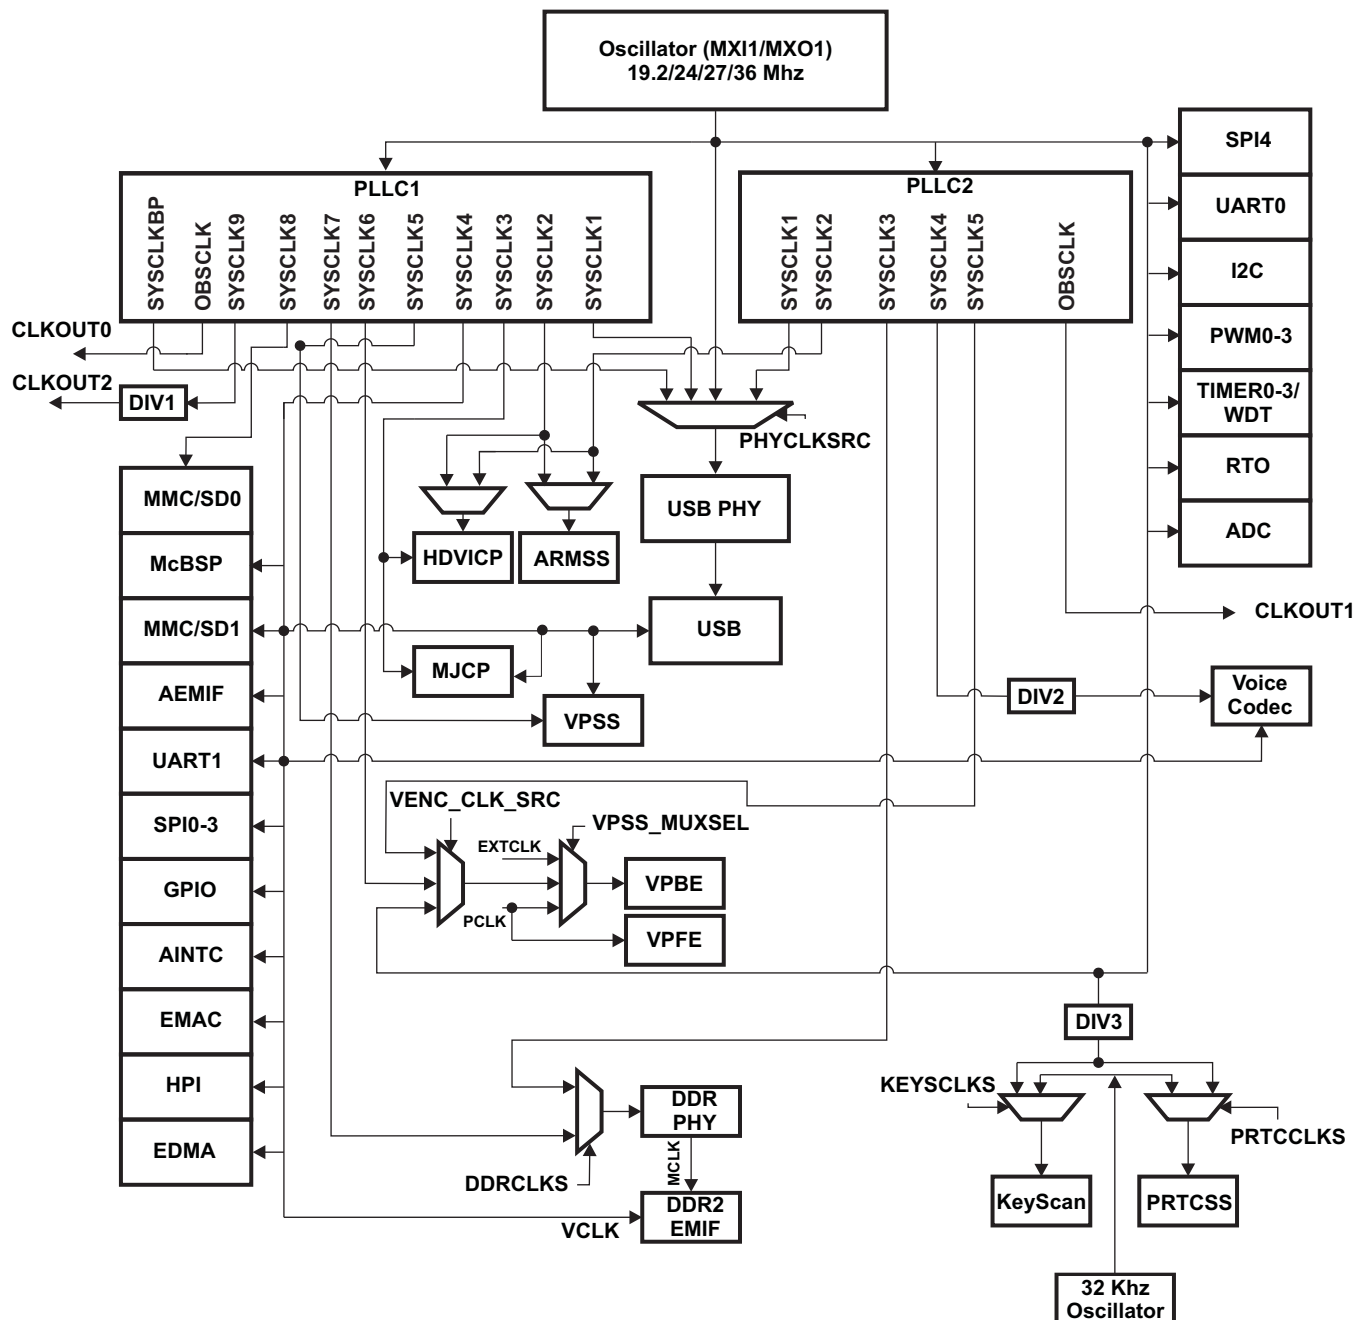 Oscillator (MXI1/MXO1)
19.2/24/27/36 Mhz
PLLC1
SYSCLKBP
OBSCLK
SYSCLK9
SYSCLK8
SYSCLK7
SYSCLK6
SYSCLK5
SYSCLK4
SYSCLK3
SYSCLK2
SYSCLK1
PLLC2
SYSCLK1
SYSCLK2
SYSCLK3
SYSCLK4
SYSCLK5
OBSCLK
SPI4
UART0
I2C
PWM0-3
TIMER0-3/
WDT
RTO
ADC
CLKOUT0
CLKOUT2
DIV1
PHYCLKSRC
MMC/SD0
McBSP
MMC/SD1
AEMIF
UART1
SPI0-3
GPIO
AINTC
EMAC
HPI
EDMA
HDVICP
ARMSS
USB PHY
USB
MJCP
VPSS
CLKOUT1
DIV2
Voice
Codec
VENC_CLK_SRC
VPSS_MUXSEL
EXTCLK
PCLK
VPBE
VPFE
DIV3
KEYSCLKS
PRTCCLKS
DDR
PHY
MCLK
DDRCLKS
DDR2
EMIF
VCLK
KeyScan
PRTCSS
32 Khz
Oscillator